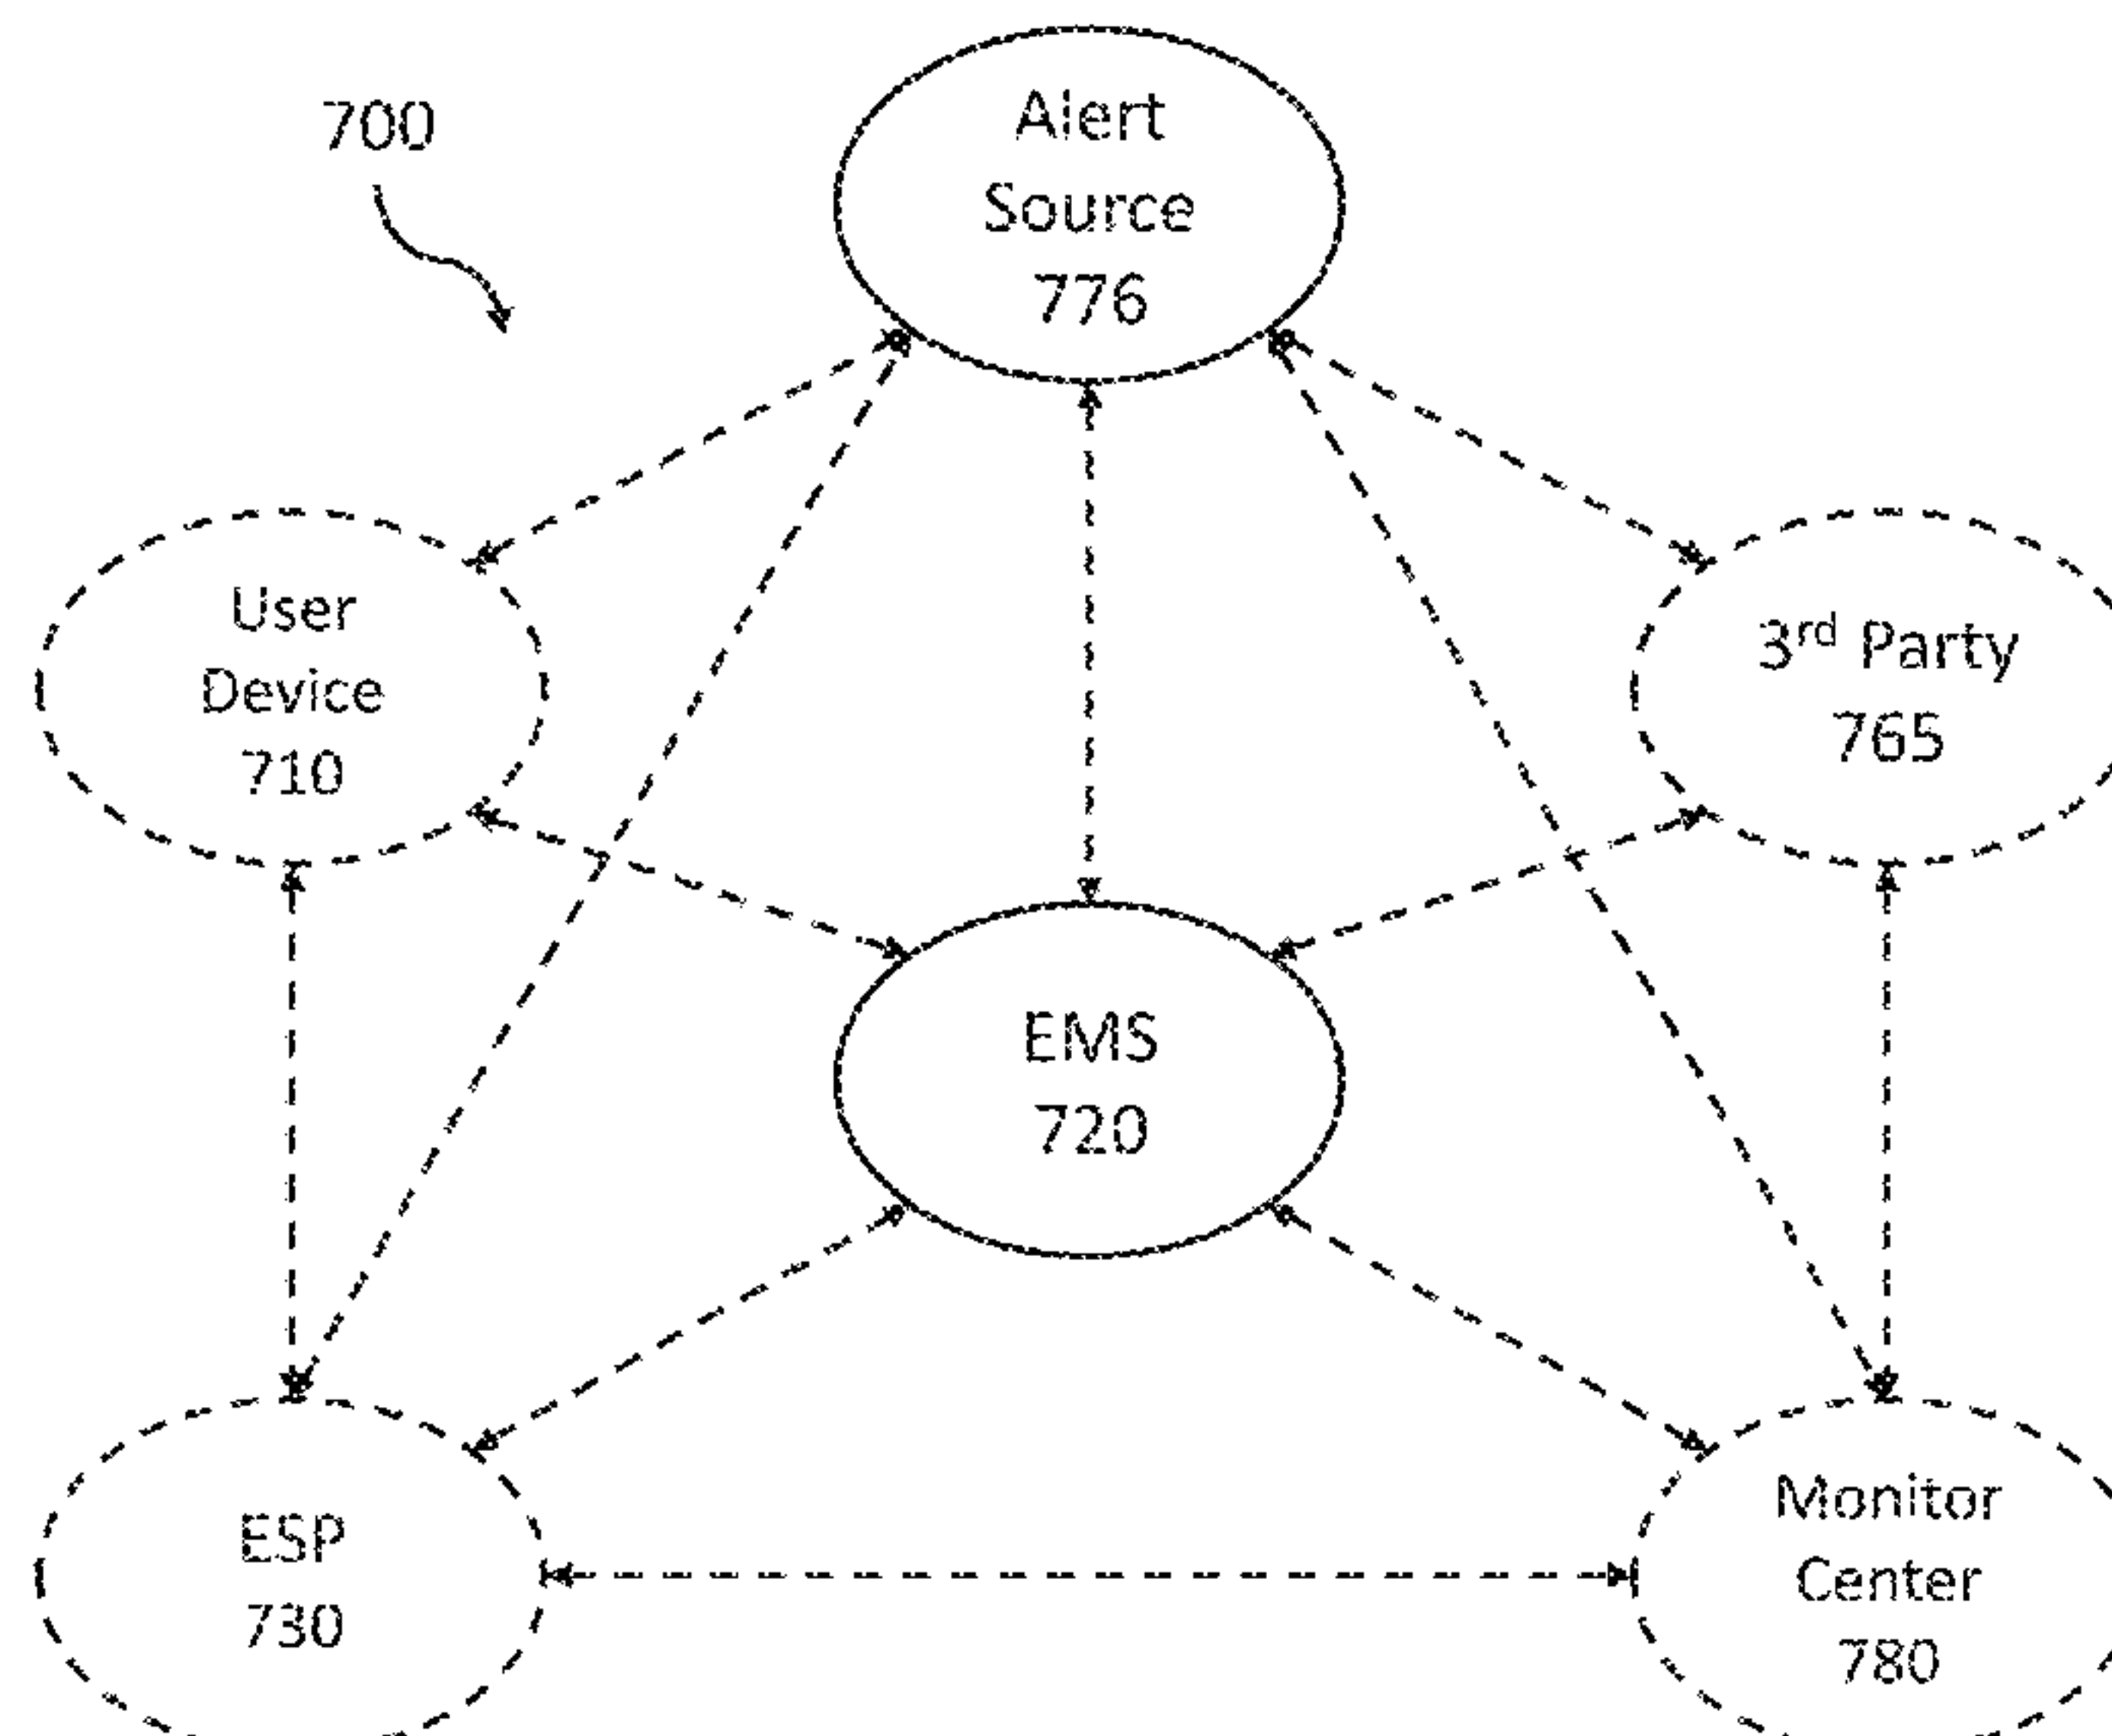 700
Alert
Source
776
User
Device
710
3rd Party
765
EMS
720
ESP
730
Monitor
Center
780